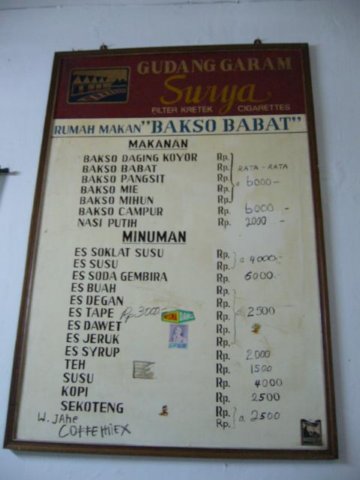 GUDANG GARAM
Surya
FILTER KRETEK CIGARETTES
RUMAH MAKAN "BAKSO BABAT"
MAKANAN
BAKSO DAGING KOYOR Rp.
BAKSO BABAT Rp. RATA-RATA
BAKSO PANGSIT Rp. 6000-
BAKSO MIE Rp.
BAKSO MIHUN Rp.
BAKSO CAMPUR Rp. 6000-
NASI PUTIH Rp. 2000-
MINUMAN
ES SOKLAT SUSU Rp.
ES SUSU Rp. a 4000-
ES SODA GEMBIRA Rp. 6000-
ES BUAH Rp.
ES DEGAN Rp.
ES TAPE Rp 3000- Rp. a 2500
ES DAWET Rp.
ES JERUK Rp.
ES SYRUP Rp. 2000
TEH Rp. 1500
SUSU Rp. 4000
KOPI Rp. 2500
SEKOTENG Rp.
W. JAHE Rp. a 2500